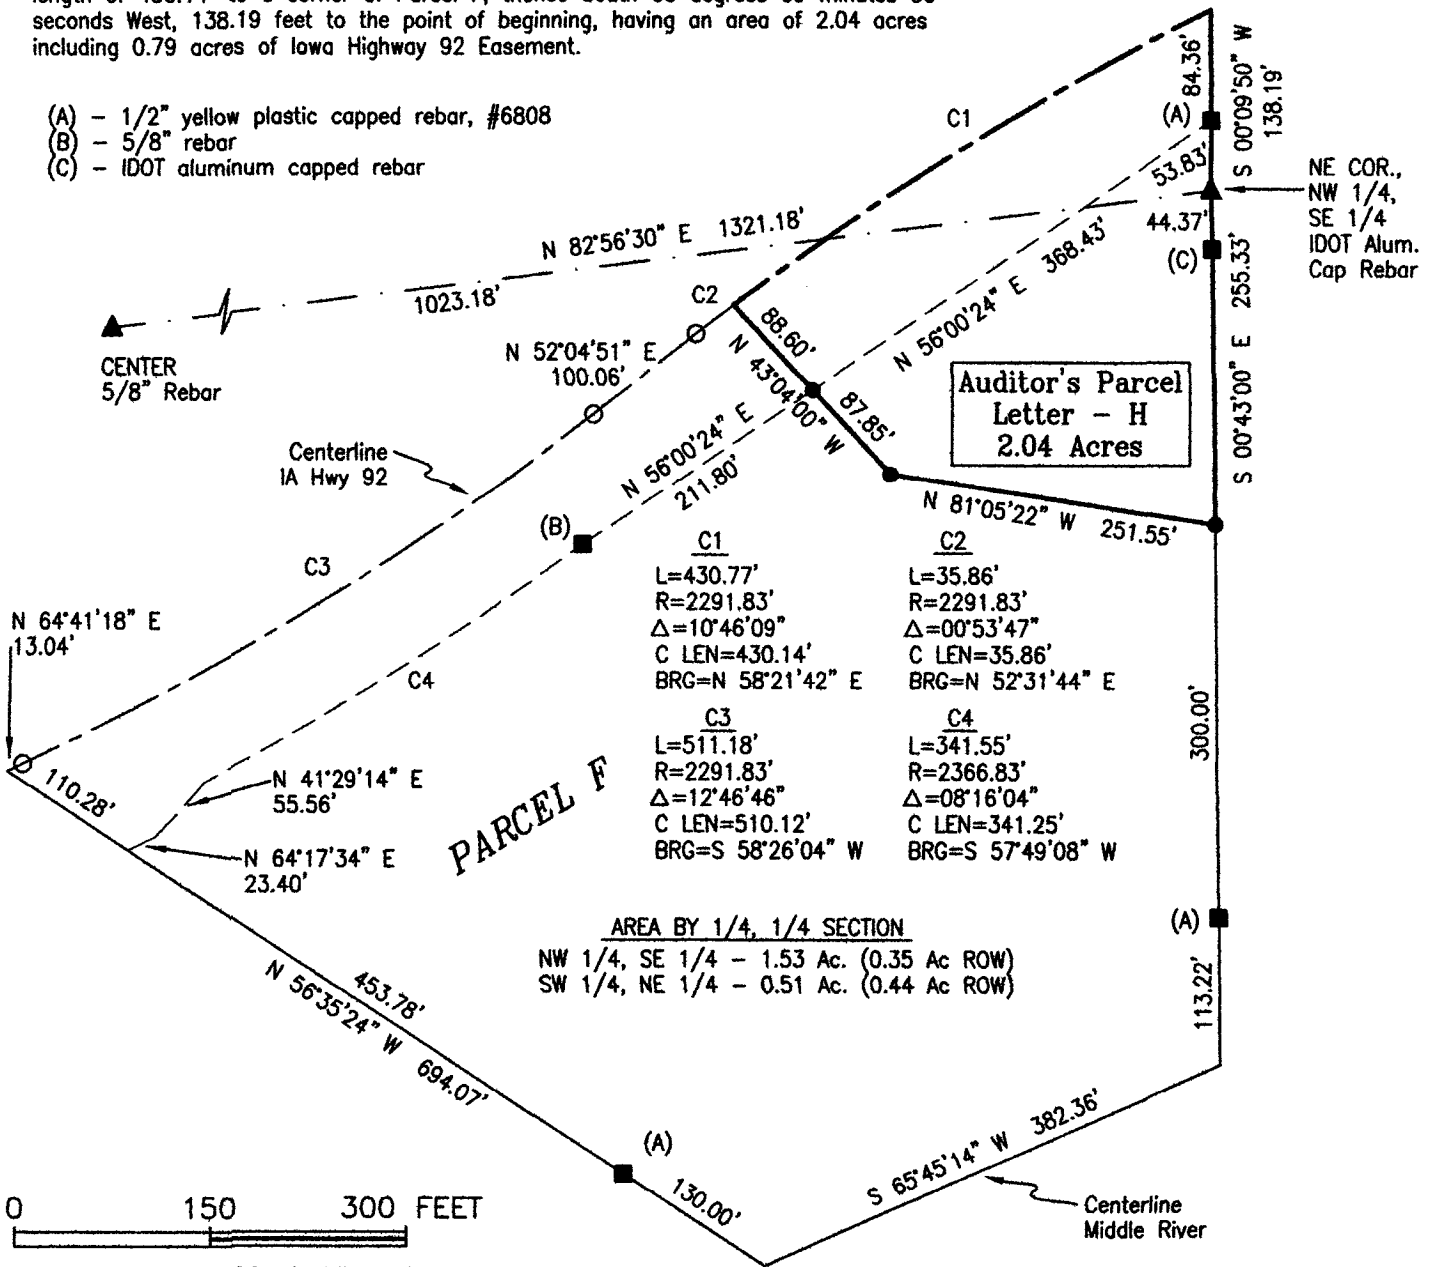 seconds West, 138.19 feet to the point of beginning, having an area of 2.04 acres
including 0.79 acres of Iowa Highway 92 Easement.
(A) - 1/2" yellow plastic capped rebar, #6808
(B) - 5/8" rebar
(C) - IDOT aluminum capped rebar
C1
84.36'
S 00°09'50" W
138.19'
(A)
53.83'
NE COR.,
NW 1/4,
SE 1/4
IDOT Alum.
Cap Rebar
44.37'
(C)
N 82°56'30" E 1321.18'
1023.18'
CENTER
5/8" Rebar
C2
N 52°04'51" E
100.06'
88.60'
N 43°04'00" W
87.85'
N 56°00'24" E 368.43'
S 00°43'00" E 255.33'
Auditor's Parcel
Letter - H
2.04 Acres
Centerline
IA Hwy 92
N 56°00'24" E
211.80'
(B)
N 81°05'22" W 251.55'
C3
C4
N 64°41'18" E
13.04'
C1
L=430.77'
R=2291.83'
Δ=10°46'09"
C LEN=430.14'
BRG=N 58°21'42" E
C2
L=35.86'
R=2291.83'
Δ=00°53'47"
C LEN=35.86'
BRG=N 52°31'44" E
C3
L=511.18'
R=2291.83'
Δ=12°46'46"
C LEN=510.12'
BRG=S 58°26'04" W
C4
L=341.55'
R=2366.83'
Δ=08°16'04"
C LEN=341.25'
BRG=S 57°49'08" W
300.00'
110.28'
N 41°29'14" E
55.56'
N 64°17'34" E
23.40'
PARCEL F
AREA BY 1/4, 1/4 SECTION
NW 1/4, SE 1/4 - 1.53 Ac. (0.35 Ac ROW)
SW 1/4, NE 1/4 - 0.51 Ac. (0.44 Ac ROW)
(A)
113.22'
453.78'
N 56°35'24" W 694.07'
(A)
130.00'
S 65°45'14" W 382.36'
Centerline
Middle River
0 150 300 FEET